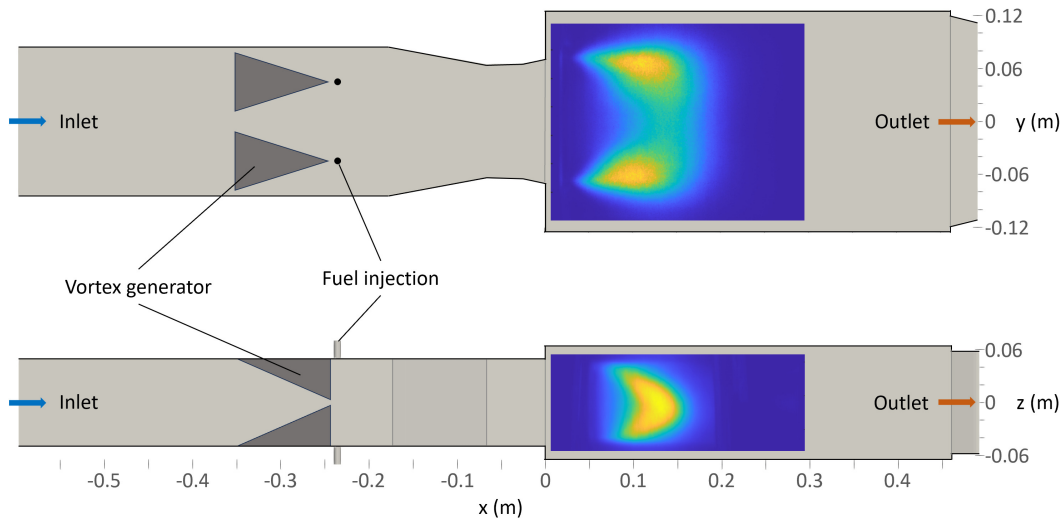 0.12
0.06
Inlet
Outlet
0
y (m)
-0.06
-0.12
Vortex generator
Fuel injection
0.06
Inlet
Outlet
0
z (m)
-0.06
-0.5
-0.4
-0.3
-0.2
-0.1
0
0.1
0.2
0.3
0.4
x (m)